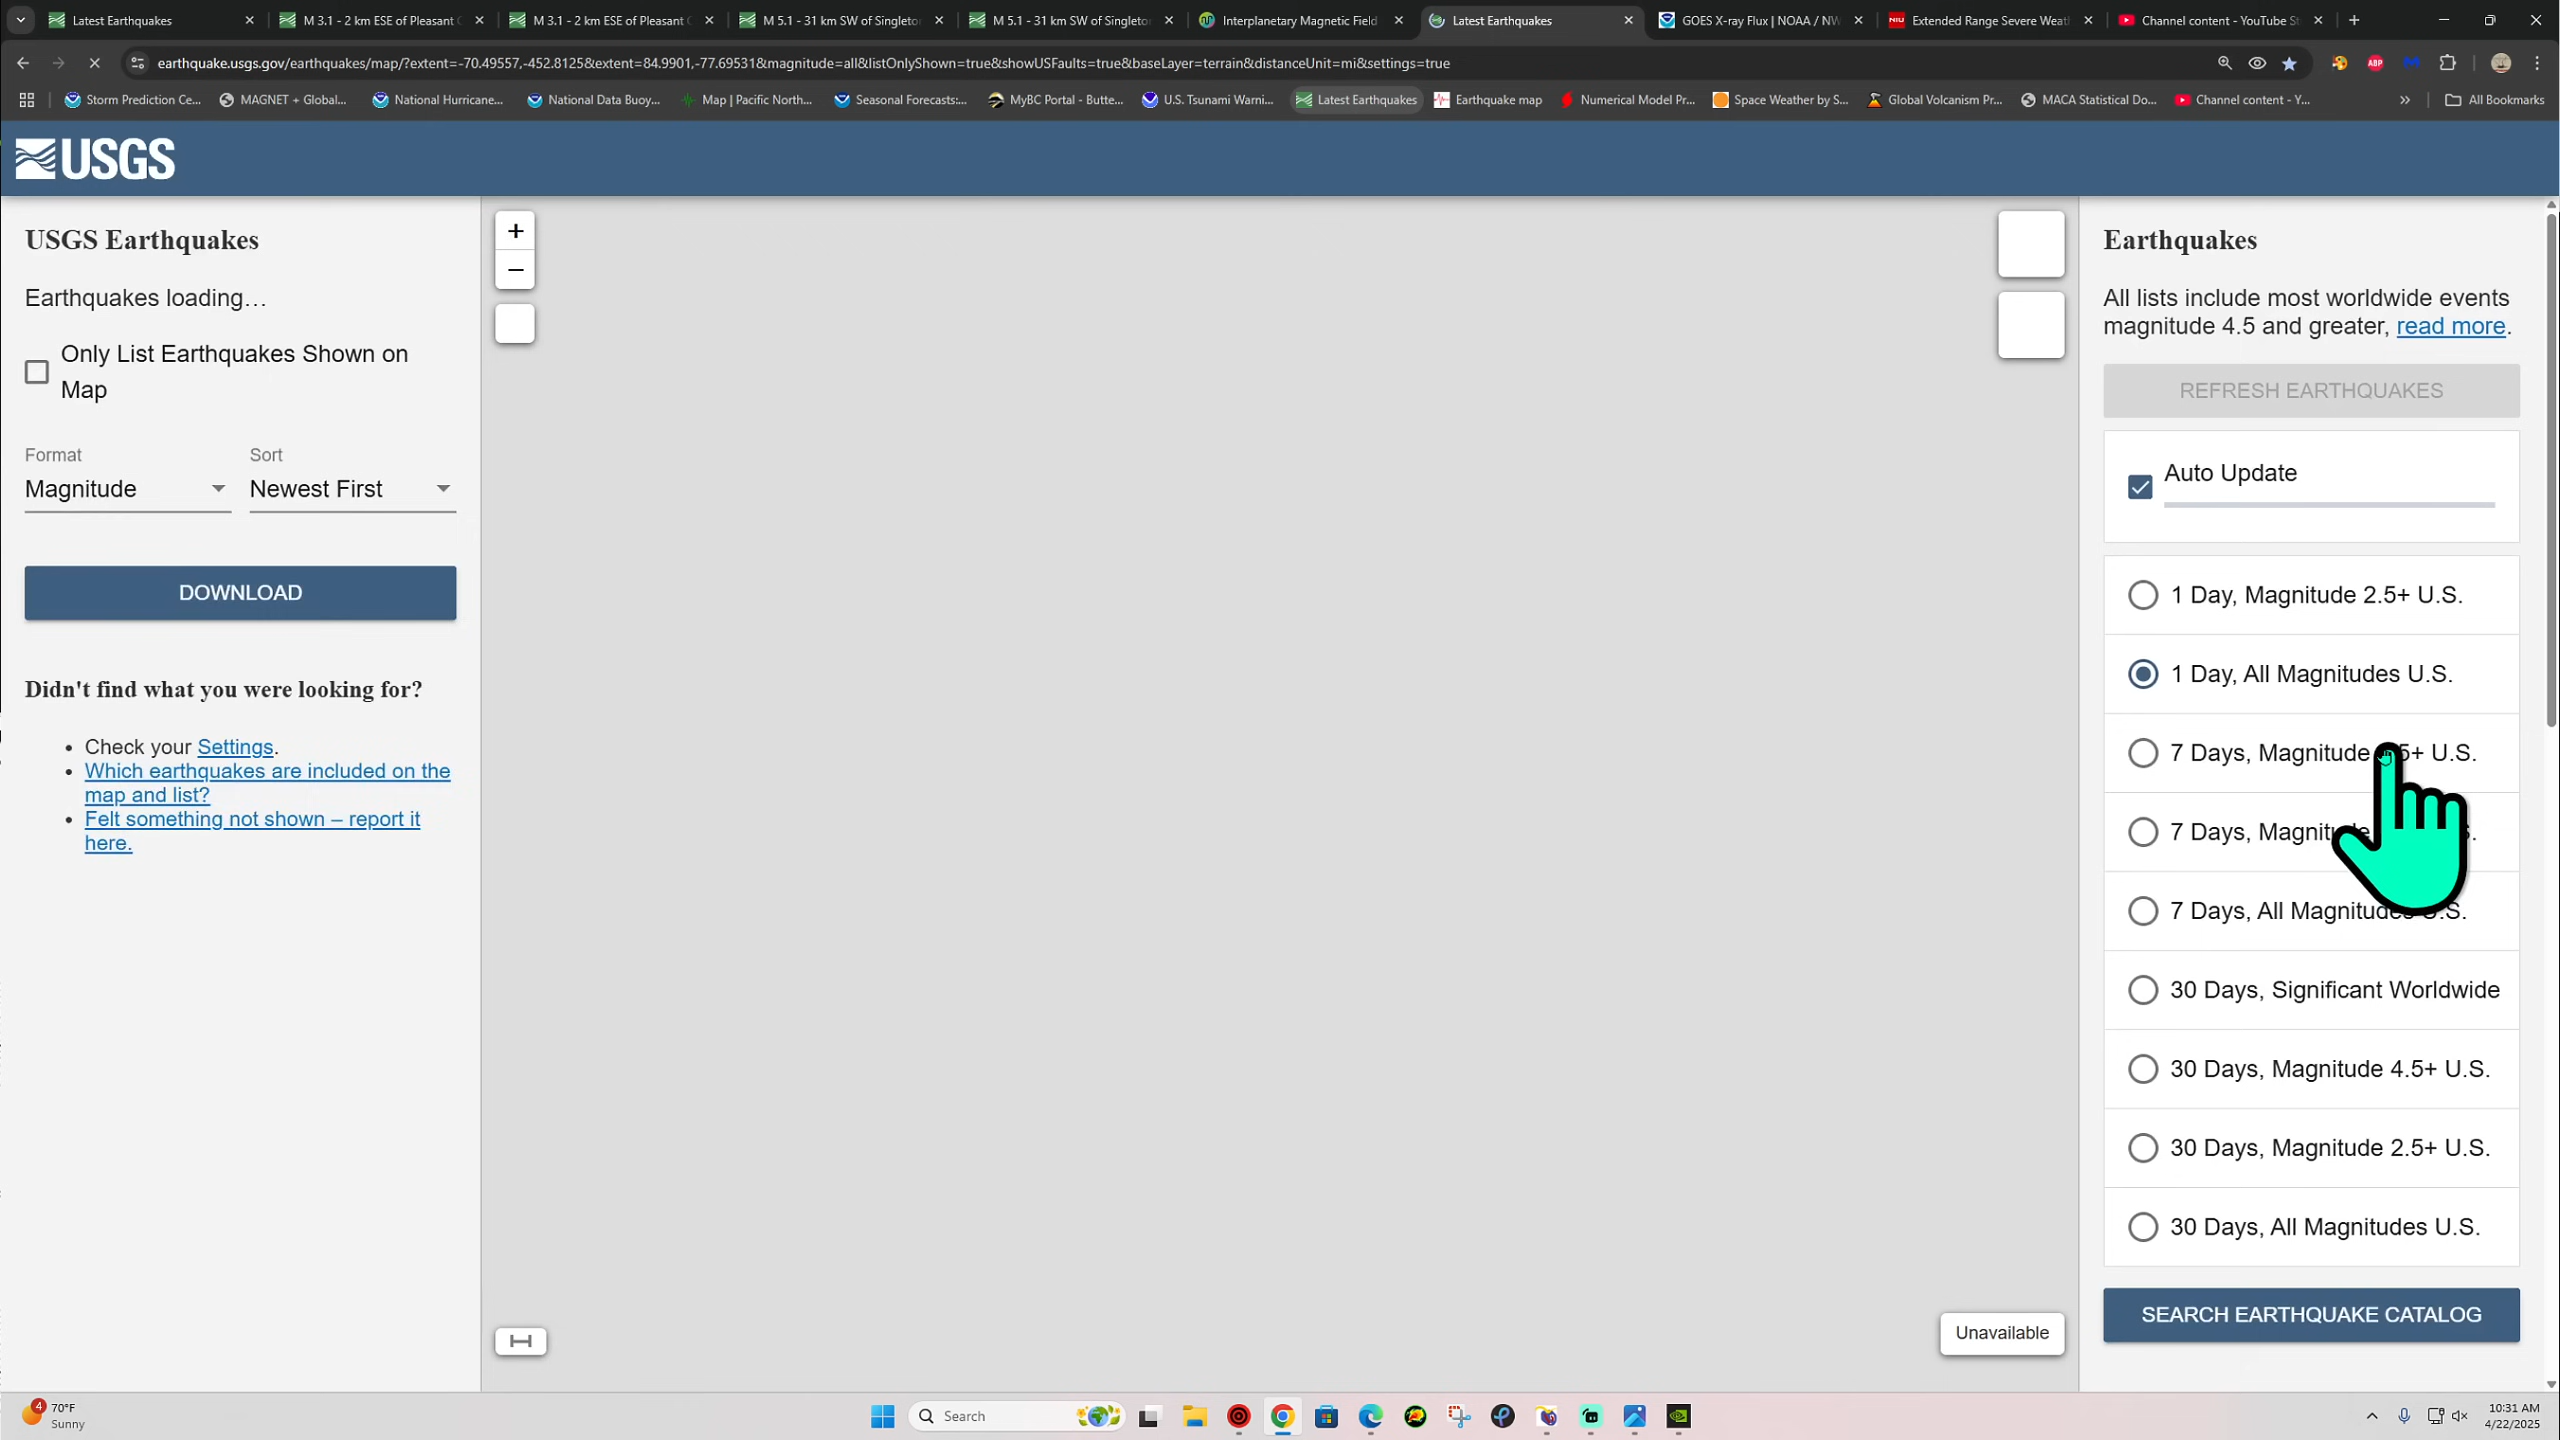 Latest Earthquakes
M 3.1 - 2 km ESE of Pleasant
M 3.1 - 2 km ESE of Pleasant
M 5.1 - 31 km SW of Singleto
M 5.1 - 31 km SW of Singleto
Interplanetary Magnetic Field
Latest Earthquakes
GOES X-ray Flux | NOAA / NW
Extended Range Severe Weat
Channel content - YouTube St
earthquake.usgs.gov/earthquakes/map/?extent=-70.49557,-452.8125&extent=84.9901,-77.69531&magnitude=all&listOnlyShown=true&showUSFaults=true&baseLayer=terrain&distanceUnit=mi&settings=true
ABP
Storm Prediction Ce...
MAGNET + Global...
National Hurricane...
National Data Buoy...
Map | Pacific North...
Seasonal Forecasts:...
MyBC Portal - Butte...
U.S. Tsunami Warni...
Latest Earthquakes
Earthquake map
Numerical Model Pr...
Space Weather by S...
Global Volcanism Pr...
MACA Statistical Do...
Channel content - Y...
»
All Bookmarks
USGS
USGS Earthquakes
Earthquakes loading…
Only List Earthquakes Shown on
Map
Format
Sort
Magnitude
Newest First
DOWNLOAD
Didn't find what you were looking for?
• Check your Settings.
• Which earthquakes are included on the
map and list?
• Felt something not shown – report it
here.
+
−
Unavailable
Earthquakes
All lists include most worldwide events
magnitude 4.5 and greater, read more.
REFRESH EARTHQUAKES
Auto Update
1 Day, Magnitude 2.5+ U.S.
1 Day, All Magnitudes U.S.
7 Days, Magnitude 5+ U.S.
7 Days,
7 Days, All Magnitudes U.S.
30 Days, Significant Worldwide
30 Days, Magnitude 4.5+ U.S.
30 Days, Magnitude 2.5+ U.S.
30 Days, All Magnitudes U.S.
SEARCH EARTHQUAKE CATALOG
4
70°F
Sunny
Search
10:31 AM
4/22/2025